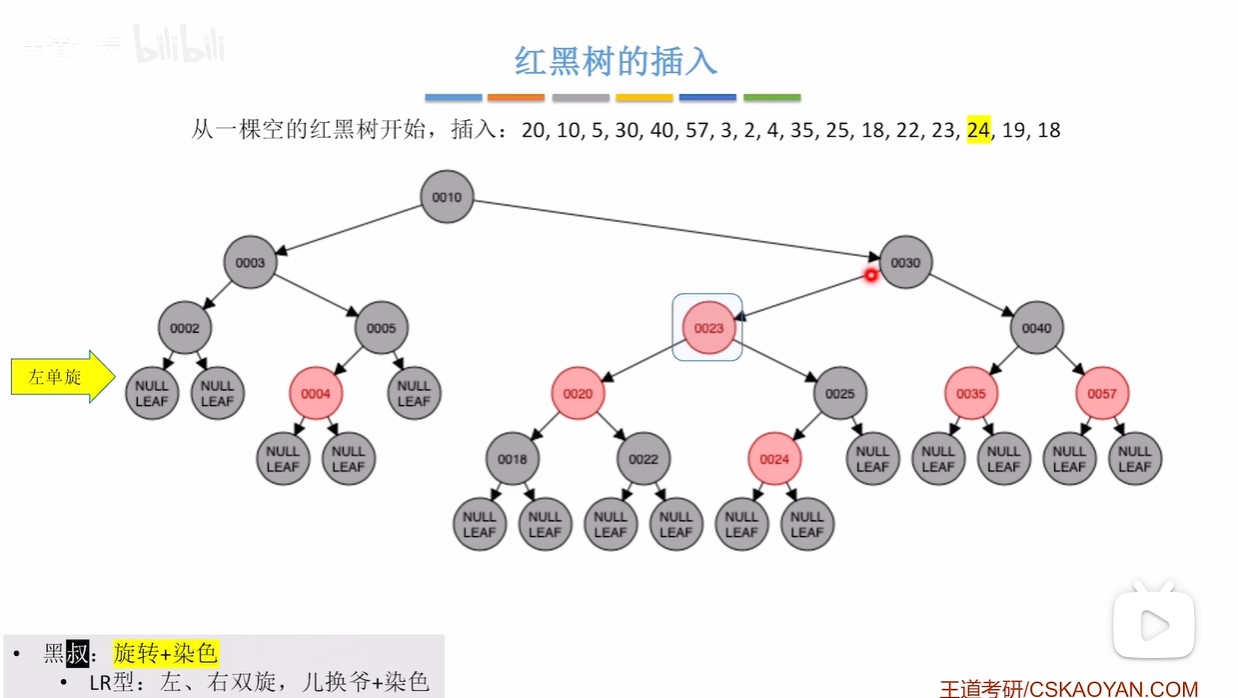 bilibili
红黑树的插入
从一棵空的红黑树开始，插入：20, 10, 5, 30, 40, 57, 3, 2, 4, 35, 25, 18, 22, 23, 24, 19, 18
0010
0003
0030
0002
0005
0023
0040
左单旋
NULL LEAF
NULL LEAF
0004
NULL LEAF
0020
0025
0035
0057
NULL LEAF
NULL LEAF
0018
0022
0024
NULL LEAF
NULL LEAF
NULL LEAF
NULL LEAF
NULL LEAF
NULL LEAF
NULL LEAF
NULL LEAF
NULL LEAF
NULL LEAF
NULL LEAF
• 黑叔：旋转+染色
• LR型：左、右双旋，儿换爷+染色
王道考研/CSKAOYAN.COM